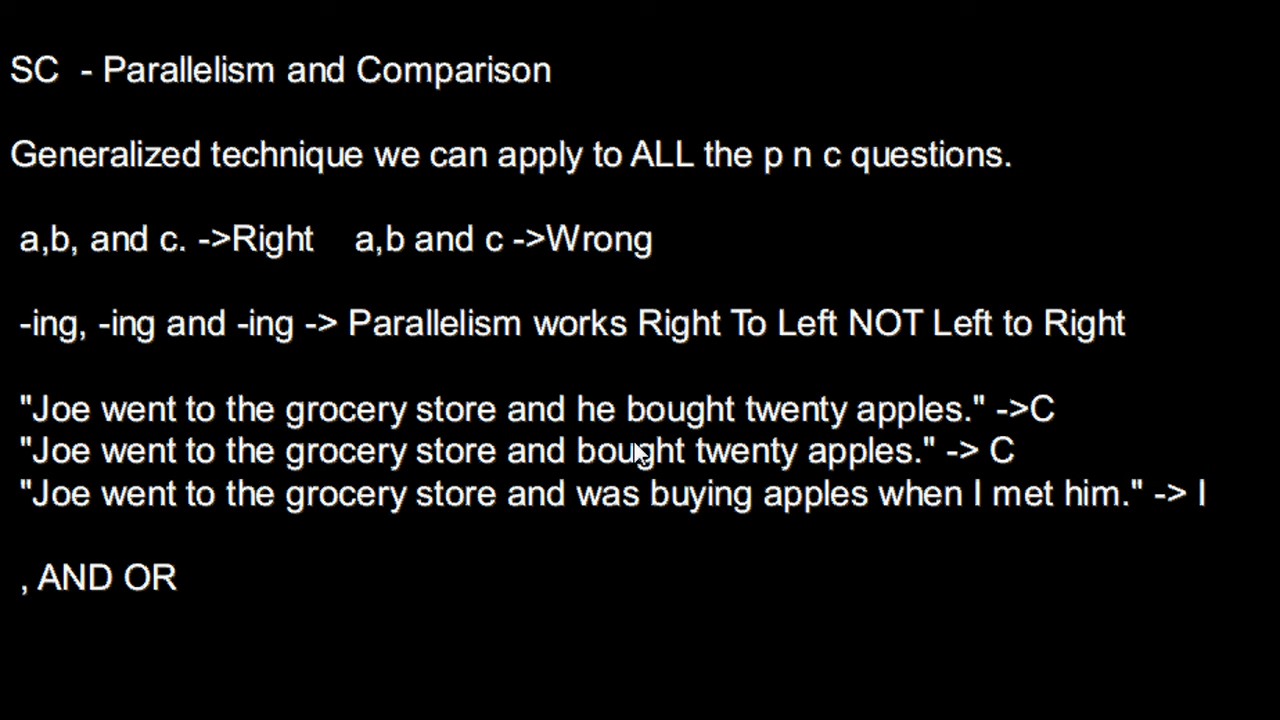 SC  - Parallelism and Comparison
Generalized technique we can apply to ALL the p n c questions.
a,b, and c. ->Right    a,b and c ->Wrong
-ing, -ing and -ing -> Parallelism works Right To Left NOT Left to Right
"Joe went to the grocery store and he bought twenty apples." ->C
"Joe went to the grocery store and bought twenty apples." -> C
"Joe went to the grocery store and was buying apples when I met him." -> I
, AND OR